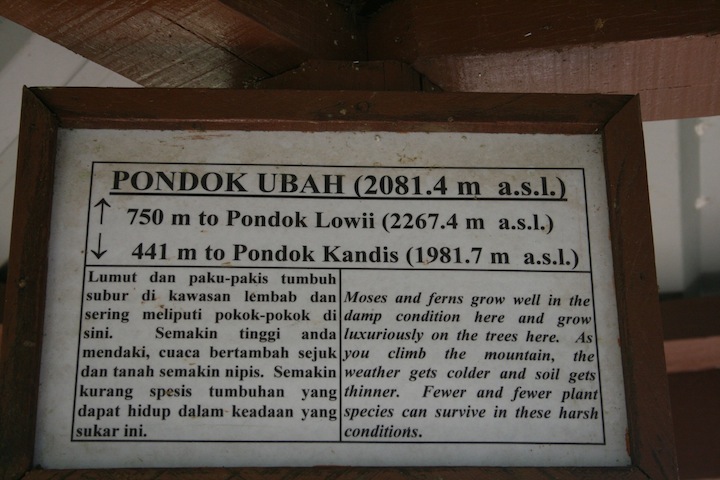 PONDOK UBAH (2081.4 m a.s.l.)
↑ 750 m to Pondok Lowii (2267.4 m a.s.l.)
↓ 441 m to Pondok Kandis (1981.7 m a.s.l.)
Lumut dan paku-pakis tumbuh
subur di kawasan lembab dan
sering meliputi pokok-pokok di
sini. Semakin tinggi anda
mendaki, cuaca bertambah sejuk
dan tanah semakin nipis. Semakin
kurang spesis tumbuhan yang
dapat hidup dalam keadaan yang
sukar ini.
Moses and ferns grow well in the
damp condition here and grow
luxuriously on the trees here. As
you climb the mountain, the
weather gets colder and soil gets
thinner. Fewer and fewer plant
species can survive in these harsh
conditions.